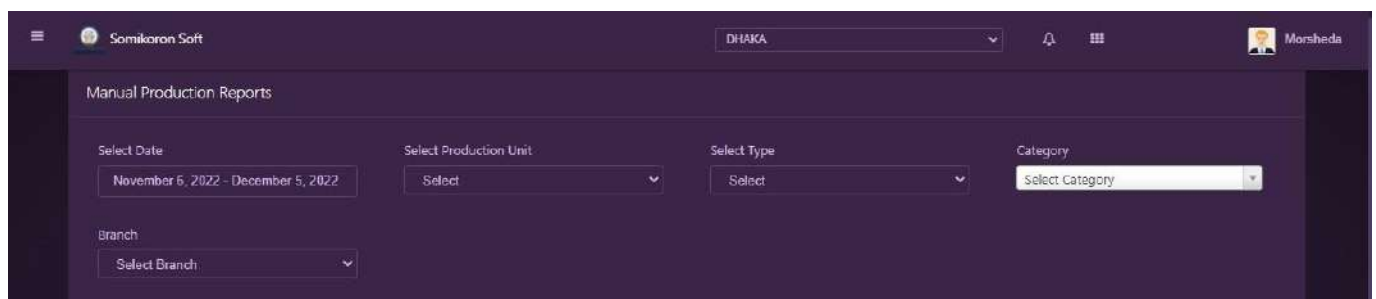 Somikoron Soft DHAKA Morsheda
Manual Production Reports
Select Date Select Production Unit Select Type Category
November 6, 2022 - December 5, 2022 Select Select Select Category
Branch
Select Branch